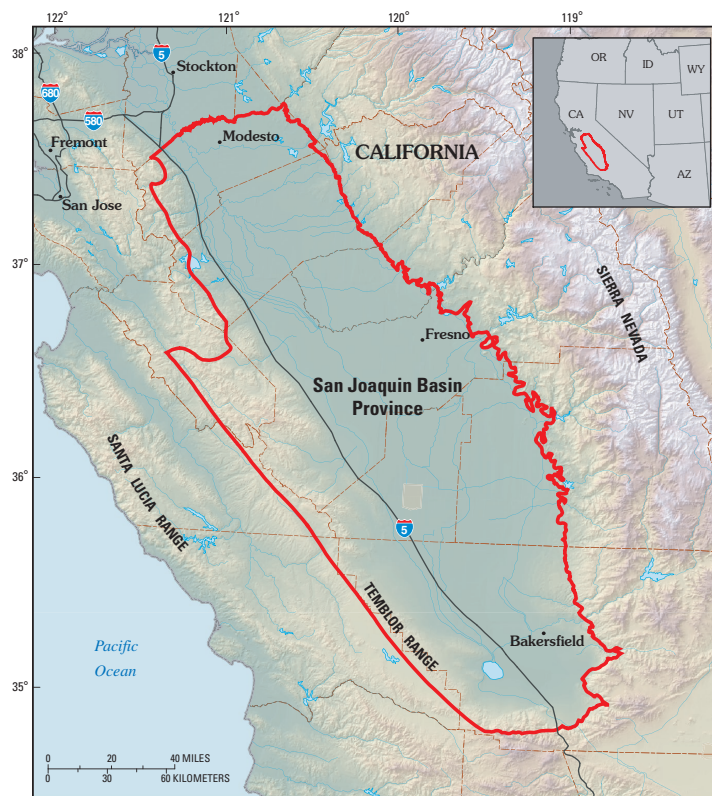 122°
121°
120°
119°
38°
5
Stockton
680
580
Modesto
Fremont
San Jose
CALIFORNIA
OR
ID
WY
CA
NV
UT
AZ
37°
SIERRA NEVADA
Fresno
San Joaquin Basin
Province
SANTA LUCIA RANGE
36°
5
TEMBLOR RANGE
Pacific
Ocean
Bakersfield
35°
0 20 40 MILES
0 30 60 KILOMETERS